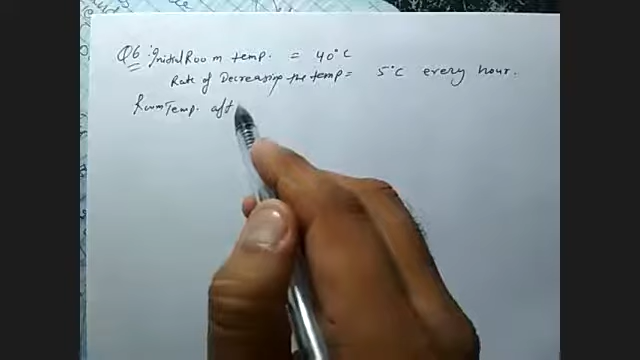 Q6 : Initial Room temp. = 40°C
Rate of Decreasing the temp = 5°C every hour.
Room Temp. aft